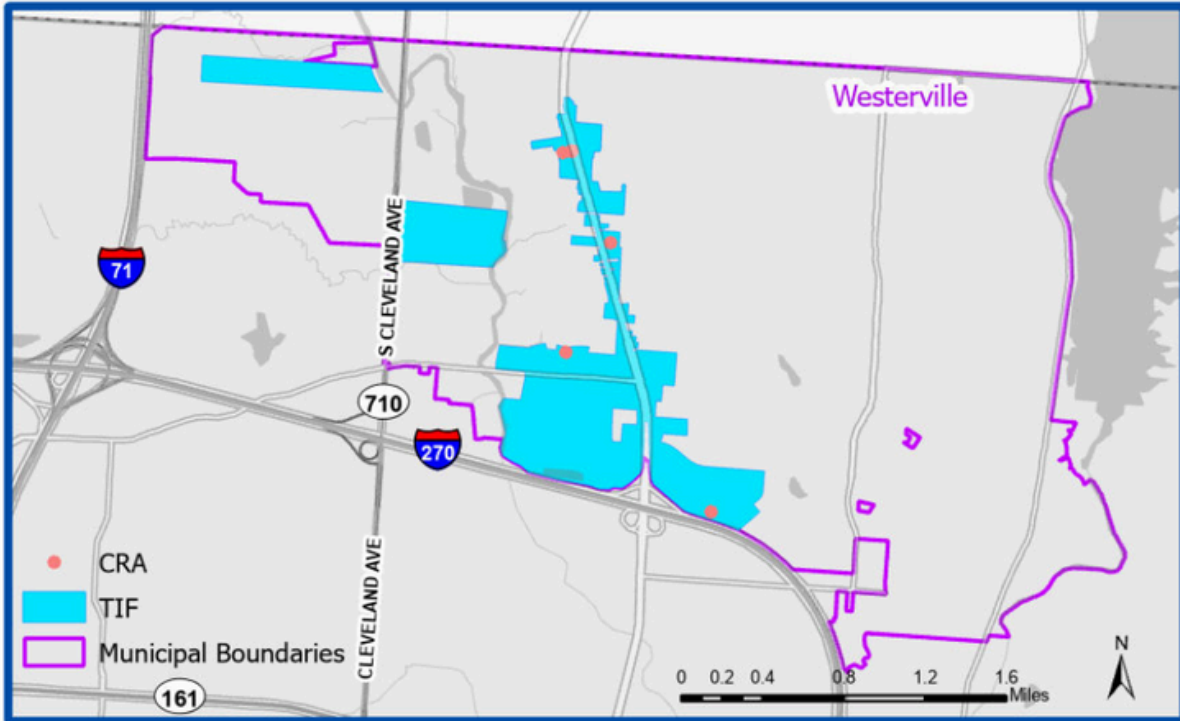 Westerville
S CLEVELAND AVE
71
710
270
CRA
TIF
Municipal Boundaries
CLEVELAND AVE
161
N
0 0.2 0.4 0.8 1.2 1.6
Miles